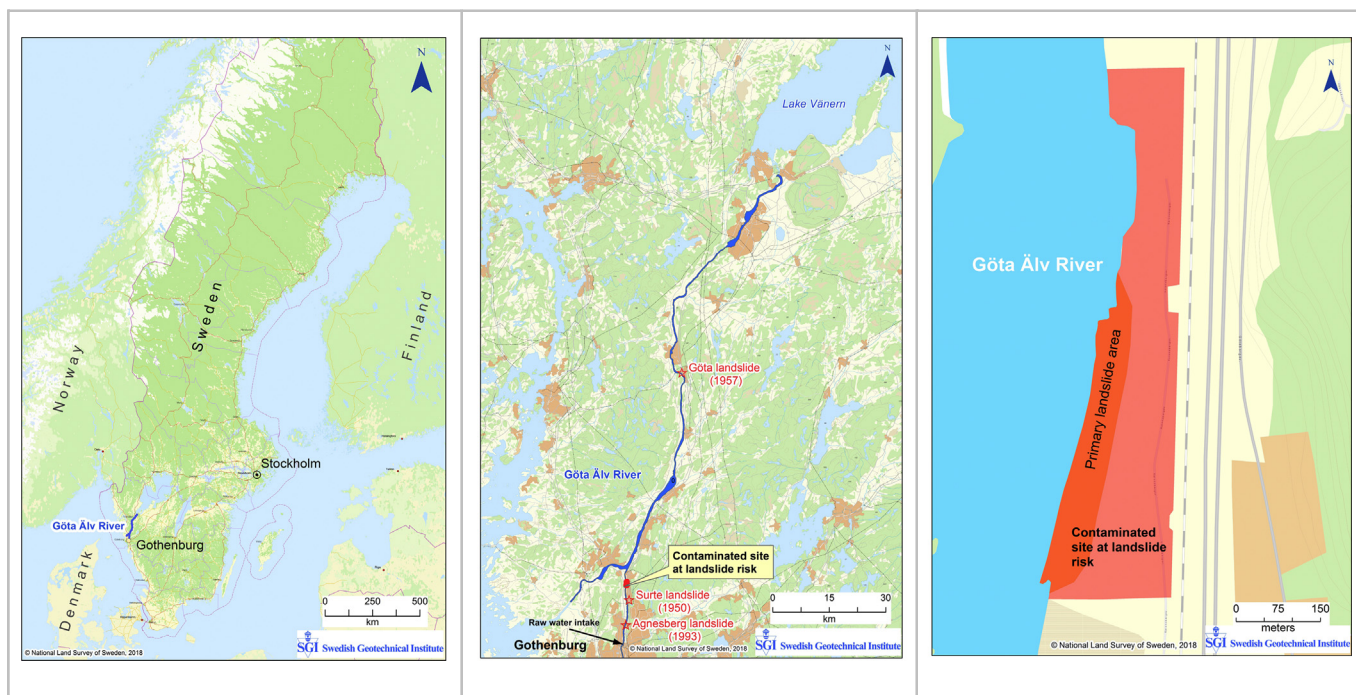 N
Norway
Sweden
Finland
Stockholm
Göta Älv River
Gothenburg
Denmark
0 250 500
km
© National Land Survey of Sweden, 2018
SGI Swedish Geotechnical Institute
N
Lake Vänern
Göta landslide
(1957)
Göta Älv River
Contaminated site
at landslide risk
Surte landslide
(1950)
Agnesberg landslide
(1993)
Raw water intake
Gothenburg
0 15 30
km
© National Land Survey of Sweden, 2018
SGI Swedish Geotechnical Institute
N
Göta Älv River
Primary landslide area
Contaminated
site at landslide
risk
0 75 150
meters
© National Land Survey of Sweden, 2018
SGI Swedish Geotechnical Institute